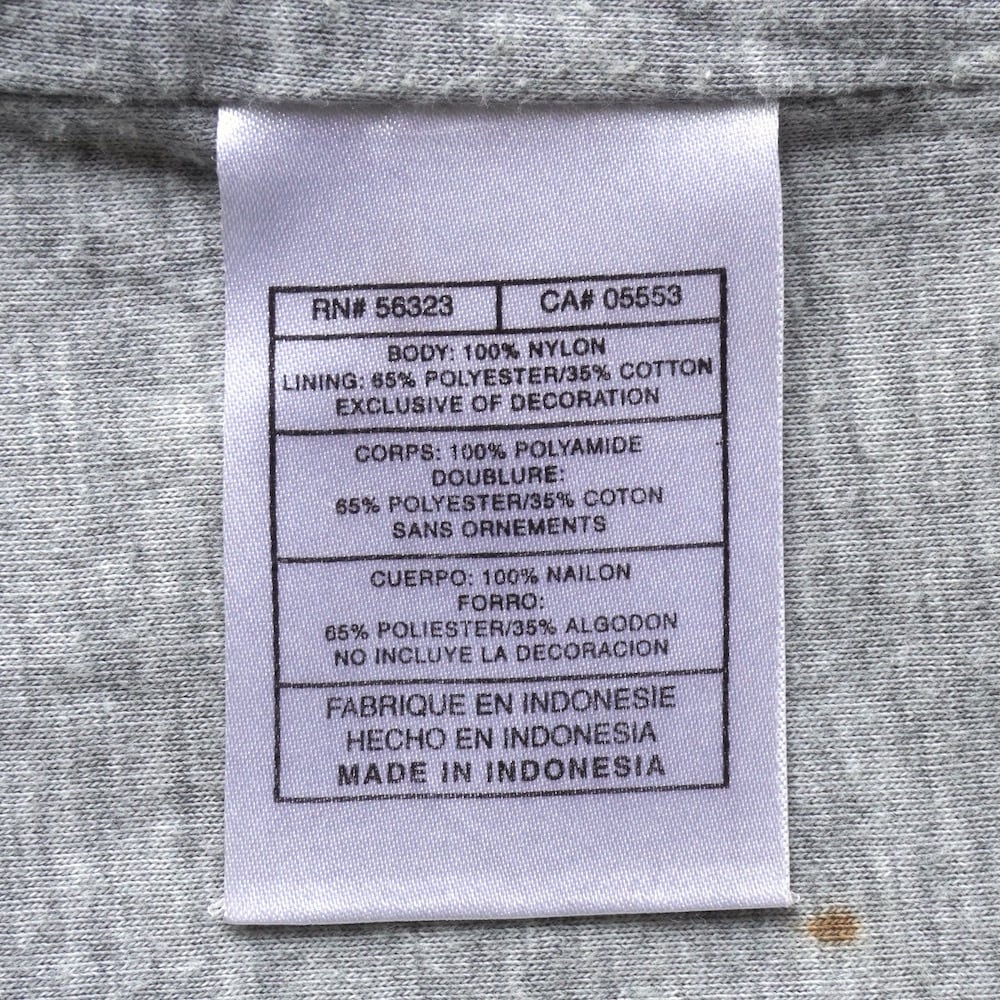 RN# 56323 CA# 05553
BODY: 100% NYLON
LINING: 65% POLYESTER/35% COTTON
EXCLUSIVE OF DECORATION
CORPS: 100% POLYAMIDE
DOUBLURE:
65% POLYESTER/35% COTON
SANS ORNEMENTS
CUERPO: 100% NAILON
FORRO:
65% POLIESTER/35% ALGODON
NO INCLUYE LA DECORACION
FABRIQUE EN INDONESIE
HECHO EN INDONESIA
MADE IN INDONESIA